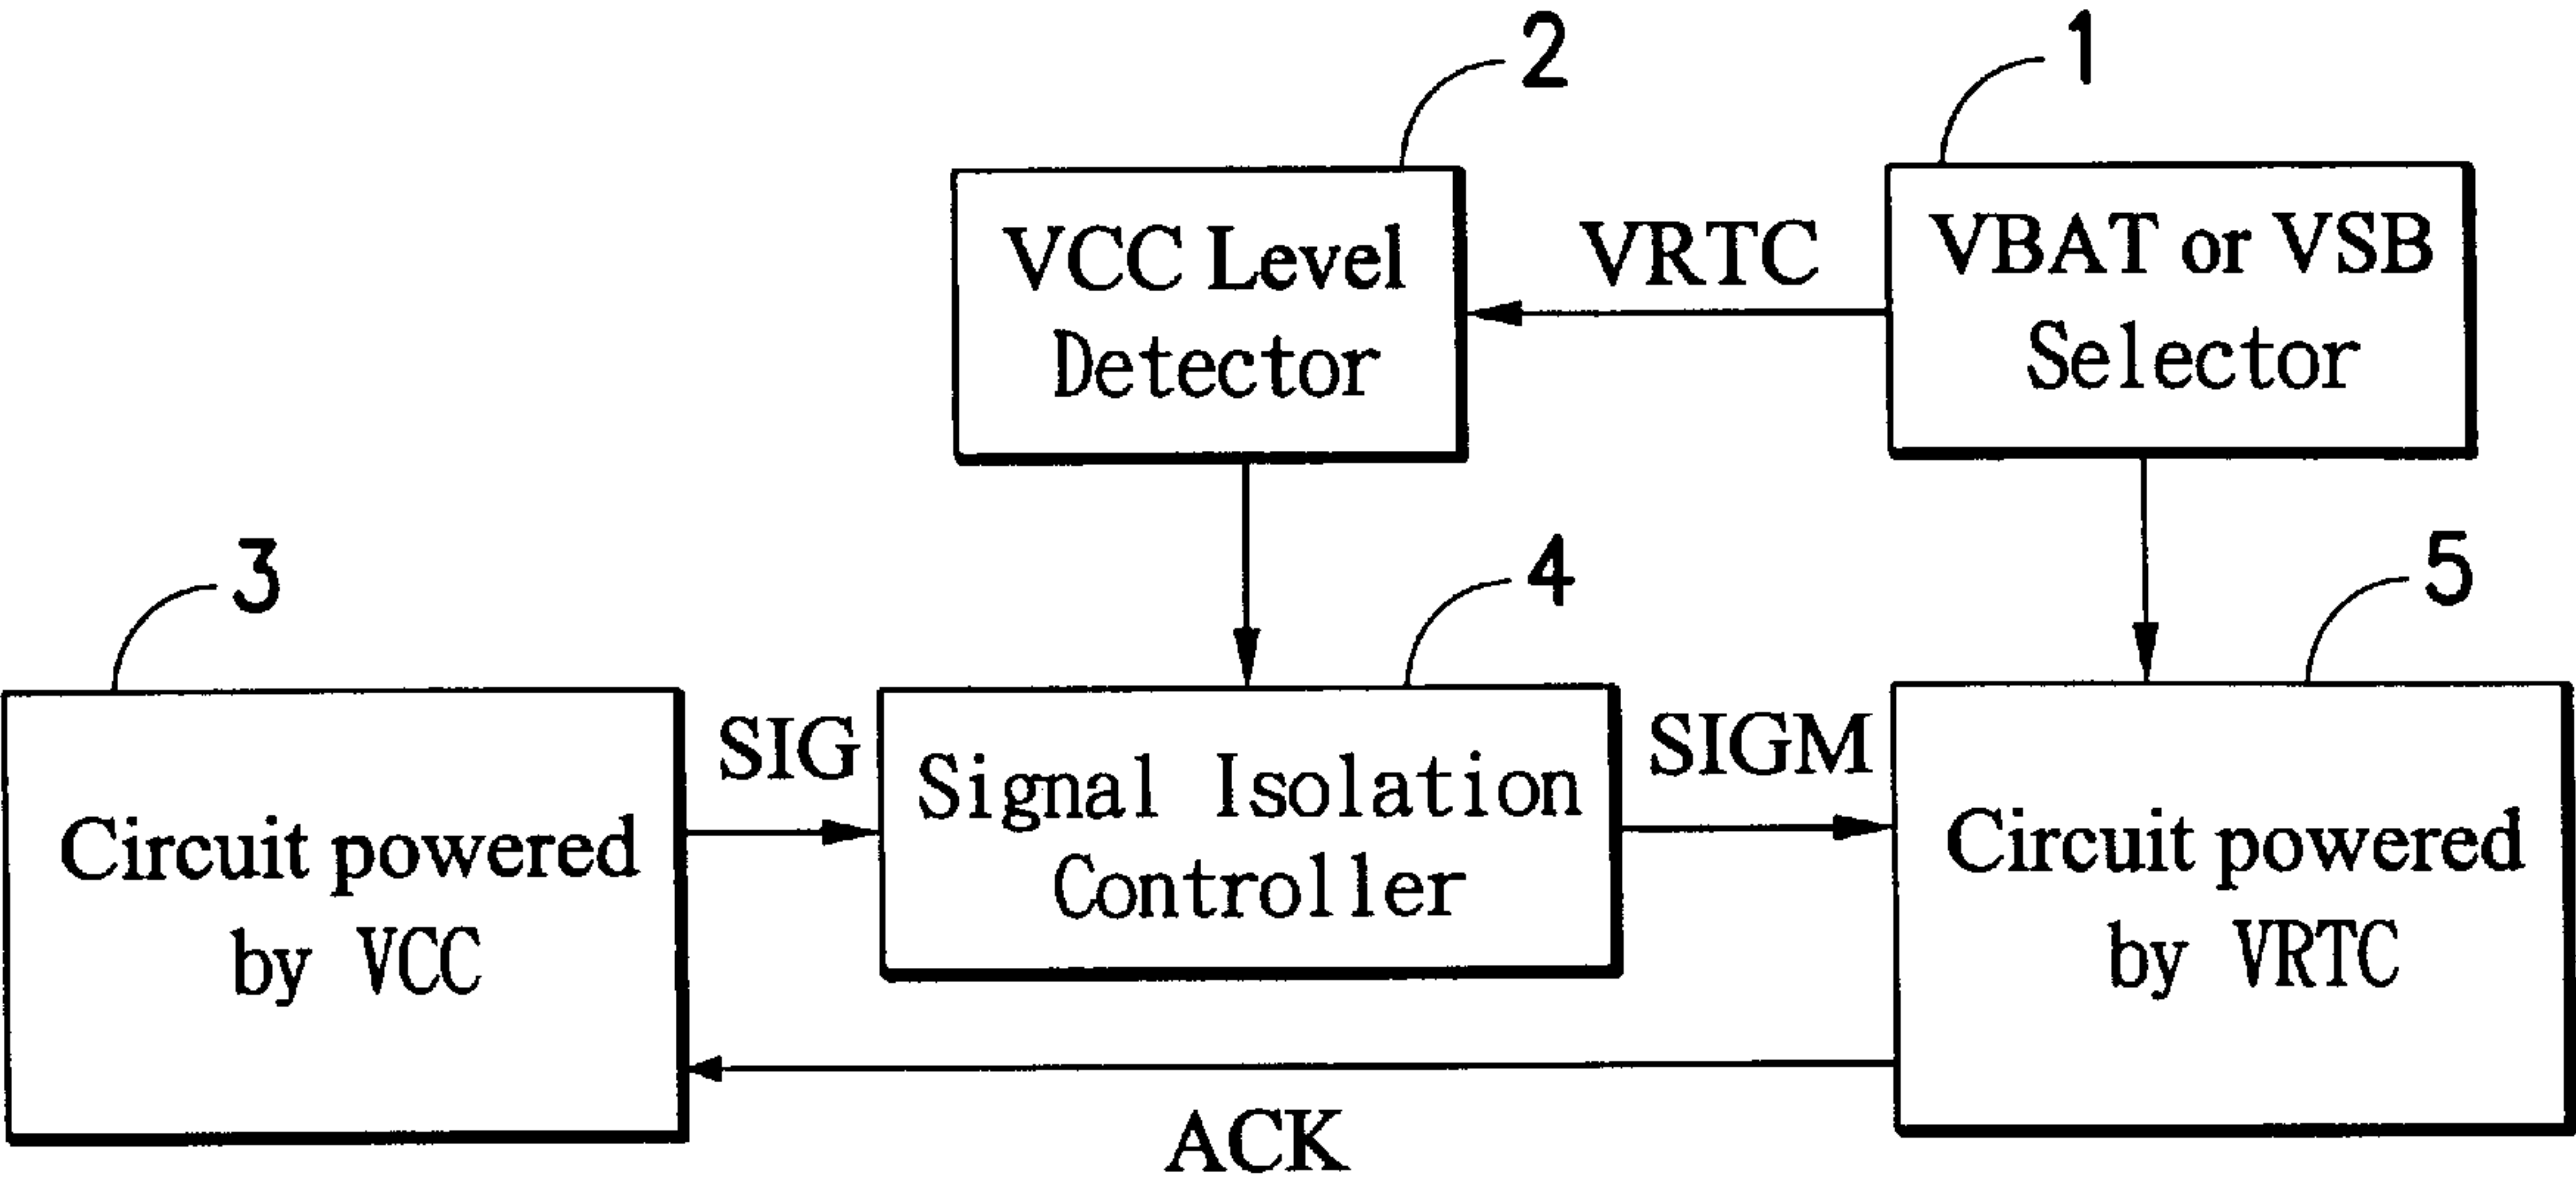 2
1
VCC Level
Detector
VRTC
VBAT or VSB
Selector
3
4
5
Circuit powered
by VCC
SIG
Signal Isolation
Controller
SIGM
Circuit powered
by VRTC
ACK